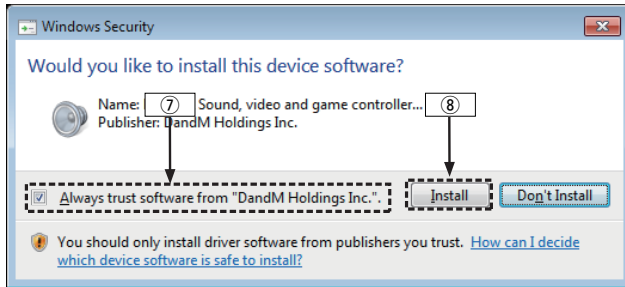 Windows Security
Would you like to install this device software?
Name: ⑦ Sound, video and game controller... ⑧
Publisher: DandM Holdings Inc.
Always trust software from "DandM Holdings Inc.".
Install
Don't Install
You should only install driver software from publishers you trust. How can I decide
which device software is safe to install?